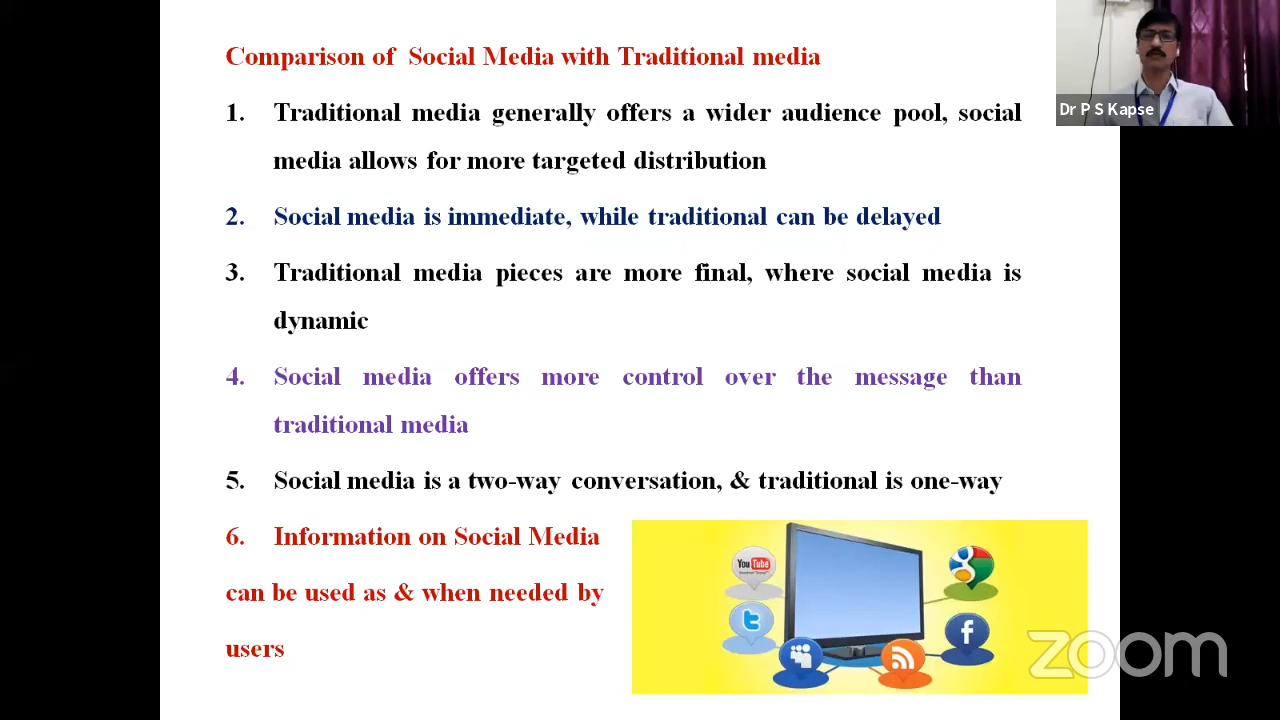 Comparison of Social Media with Traditional media
Dr P S Kapse
1. Traditional media generally offers a wider audience pool, social
media allows for more targeted distribution
2. Social media is immediate, while traditional can be delayed
3. Traditional media pieces are more final, where social media is
dynamic
4. Social media offers more control over the message than
traditional media
5. Social media is a two-way conversation, & traditional is one-way
6. Information on Social Media
can be used as & when needed by
users
YouTube
zoom